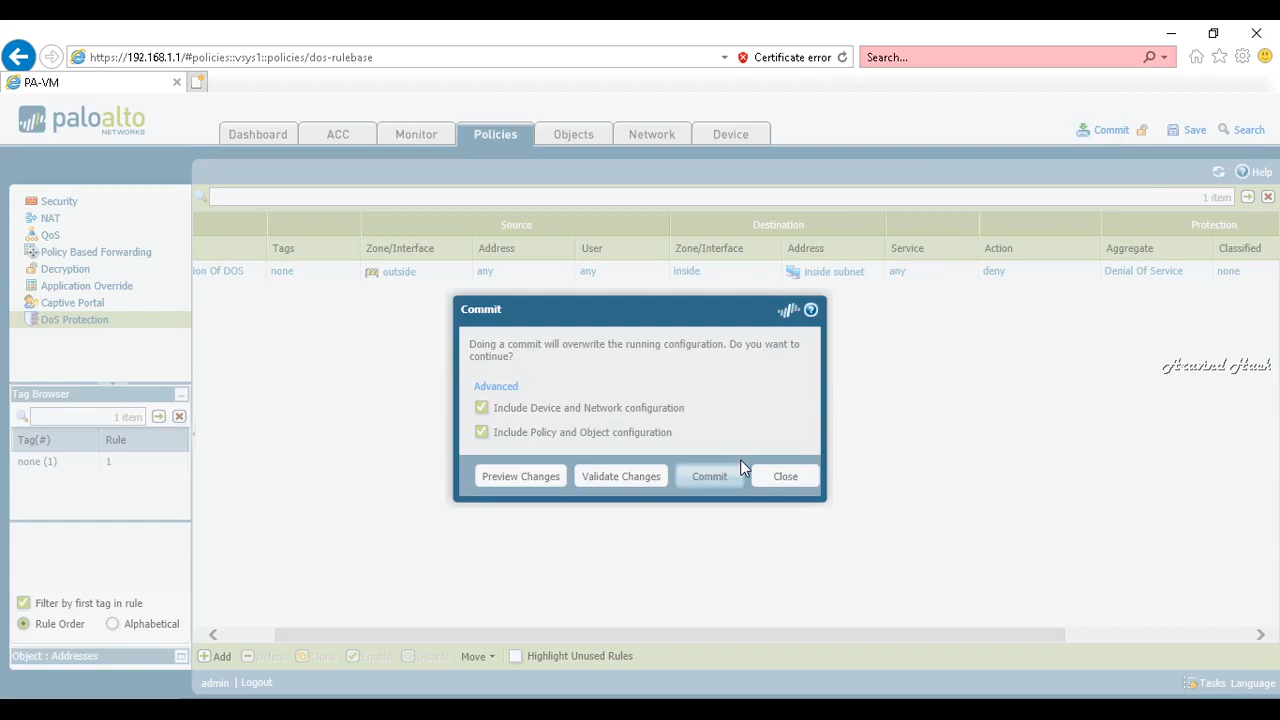 https://192.168.1.1/#policies::vsys1::policies/dos-rulebase
Certificate error
Search...
PA-VM
paloalto
NETWORKS
Dashboard
ACC
Monitor
Policies
Objects
Network
Device
Commit
Save
Search
Help
Security
NAT
QoS
Policy Based Forwarding
Decryption
Application Override
Captive Portal
DoS Protection
1 item
Source
Destination
Protection
Tags
Zone/Interface
Address
User
Zone/Interface
Address
Service
Action
Aggregate
Classified
ion Of DOS
none
outside
any
any
inside
inside subnet
any
deny
Denial Of Service
none
Commit
Doing a commit will overwrite the running configuration. Do you want to
continue?
Advanced
Include Device and Network configuration
Include Policy and Object configuration
Preview Changes
Validate Changes
Commit
Close
Aravind Hash
Tag Browser
1 item
Tag(#)
Rule
none (1)
1
Filter by first tag in rule
Rule Order
Alphabetical
Object : Addresses
Add
Delete
Clone
Enable
Disable
Move
Highlight Unused Rules
admin | Logout
Tasks
Language